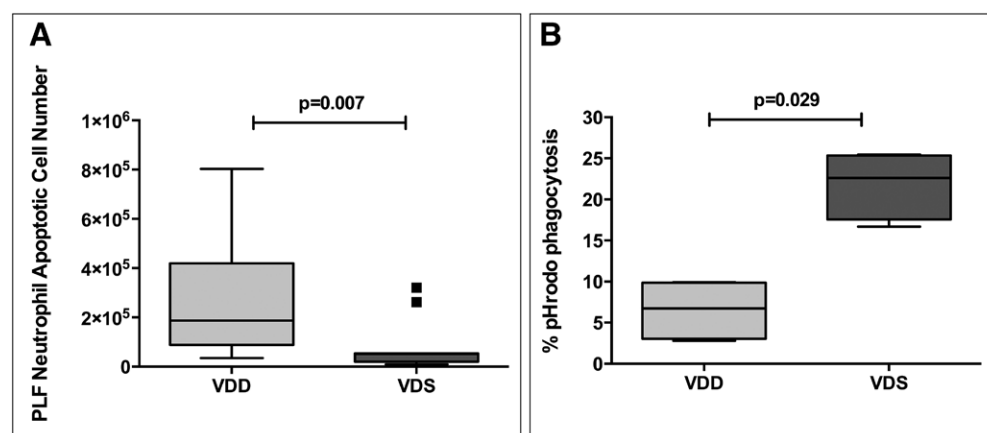 A
PLF Neutrophil Apoptotic Cell Number
p=0.007
1×10⁶
8×10⁵
6×10⁵
4×10⁵
2×10⁵
0
VDD VDS
B
% pHrodo phagocytosis
p=0.029
30
25
20
15
10
5
0
VDD VDS